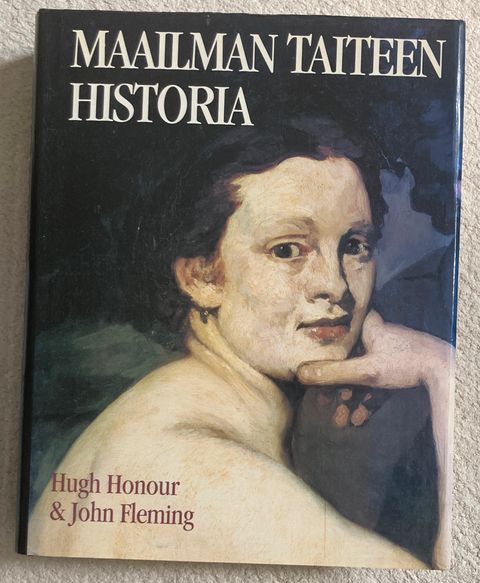 MAAILMAN TAITEEN
HISTORIA
Hugh Honour
& John Fleming